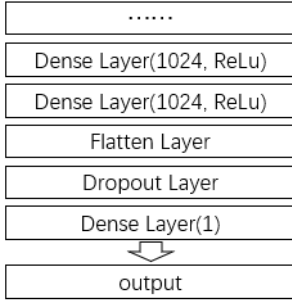 ……
Dense Layer(1024, ReLu)
Dense Layer(1024, ReLu)
Flatten Layer
Dropout Layer
Dense Layer(1)
output